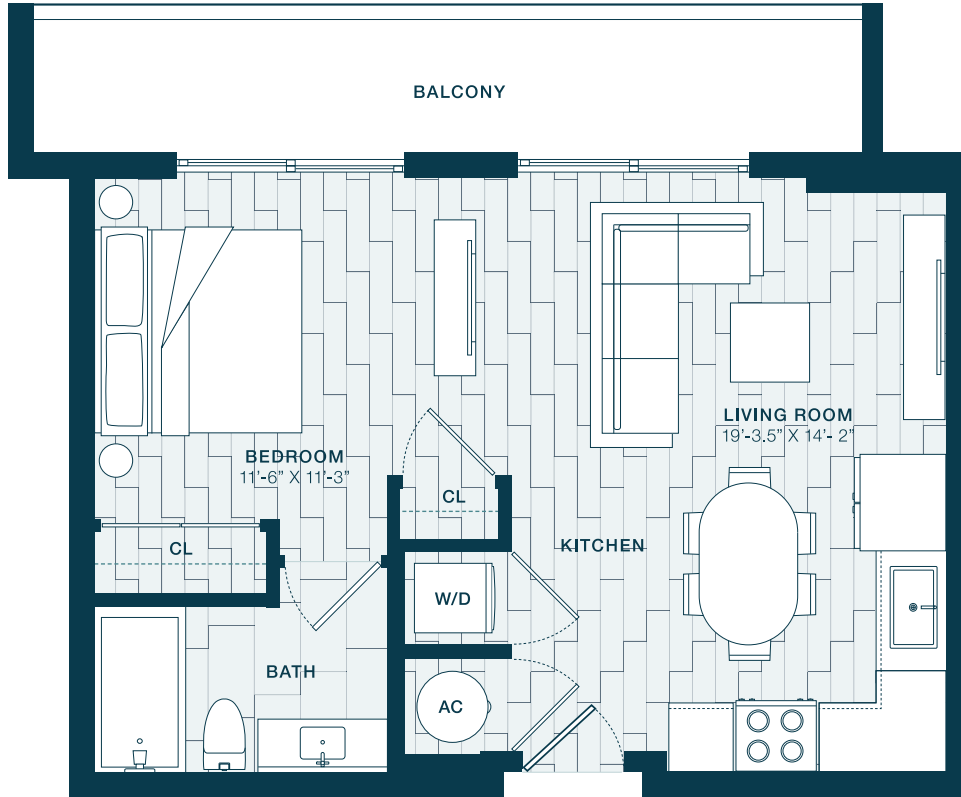 BALCONY
LIVING ROOM
19'-3.5" X 14'- 2"
BEDROOM
11'-6" X 11'-3"
CL
KITCHEN
CL
W/D
BATH
AC